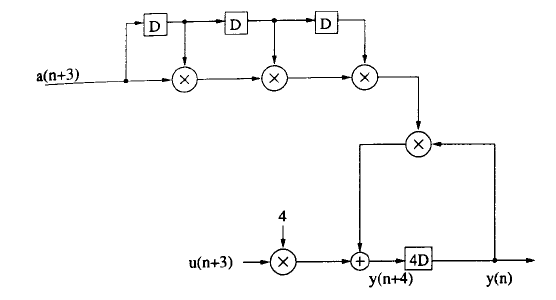 D D D
a(n+3)
4
u(n+3) 4D
y(n+4) y(n)